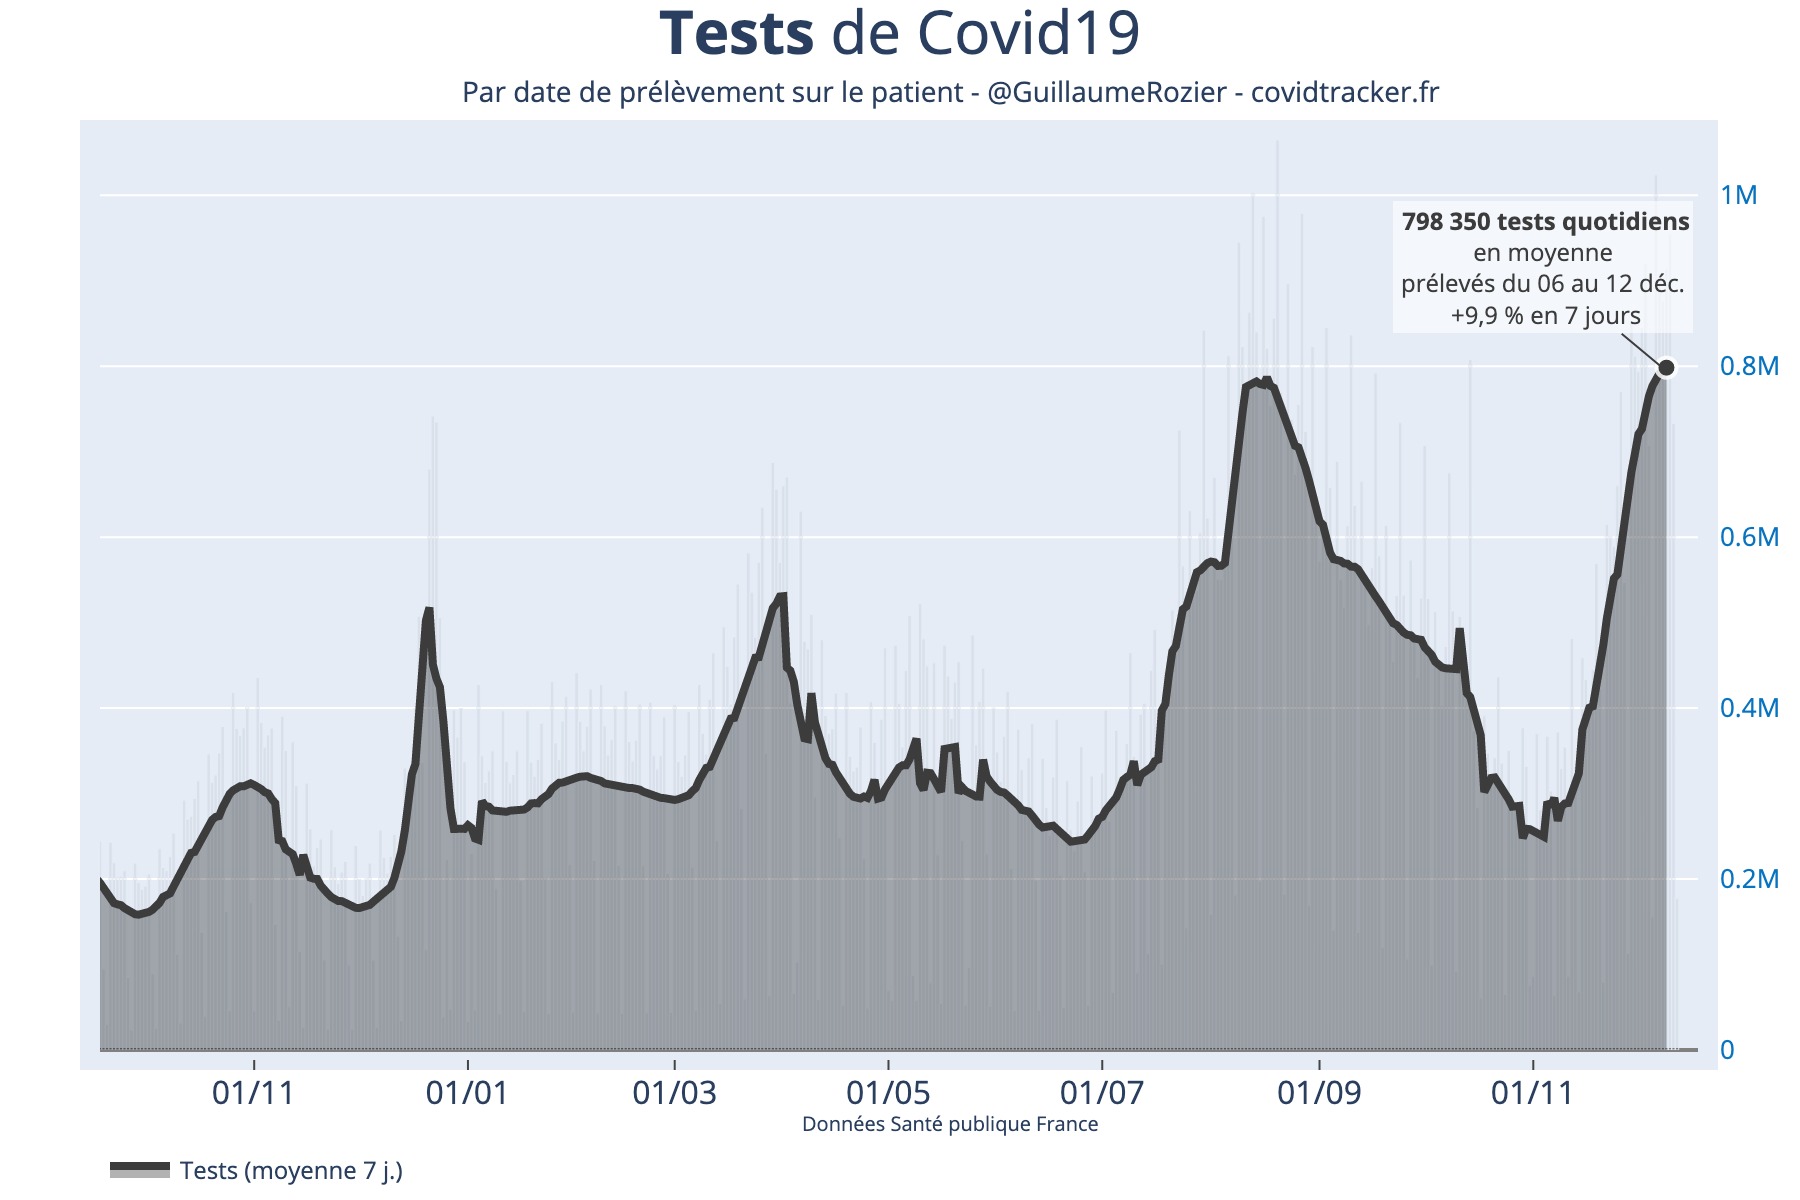 Tests de Covid19
Par date de prélèvement sur le patient - @GuillaumeRozier - covidtracker.fr
1M
798 350 tests quotidiens
en moyenne
prélevés du 06 au 12 déc.
+9,9 % en 7 jours
0.8M
0.6M
0.4M
0.2M
0
01/11 01/01 01/03 01/05 01/07 01/09 01/11
Données Santé publique France
Tests (moyenne 7 j.)